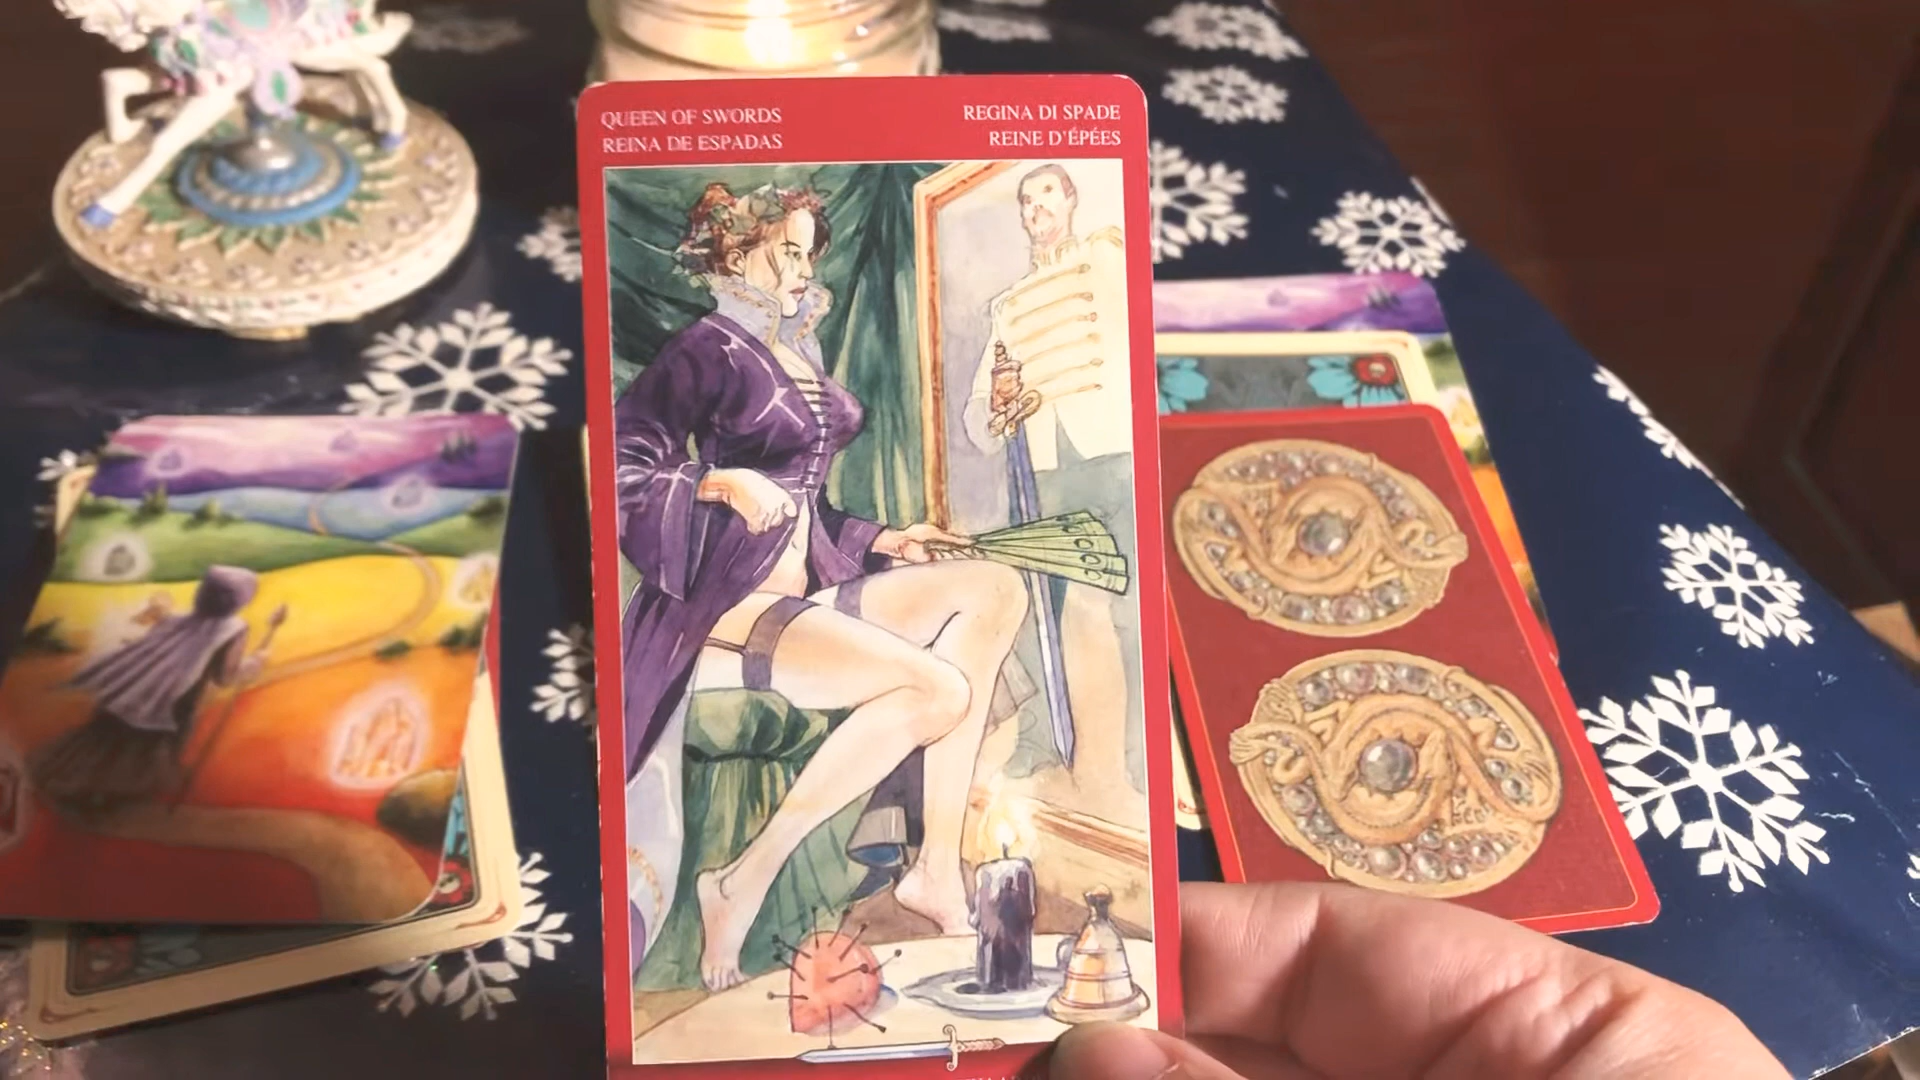 QUEEN OF SWORDS
REINA DE ESPADAS
REGINA DI SPADE
REINE D'ÉPÉES